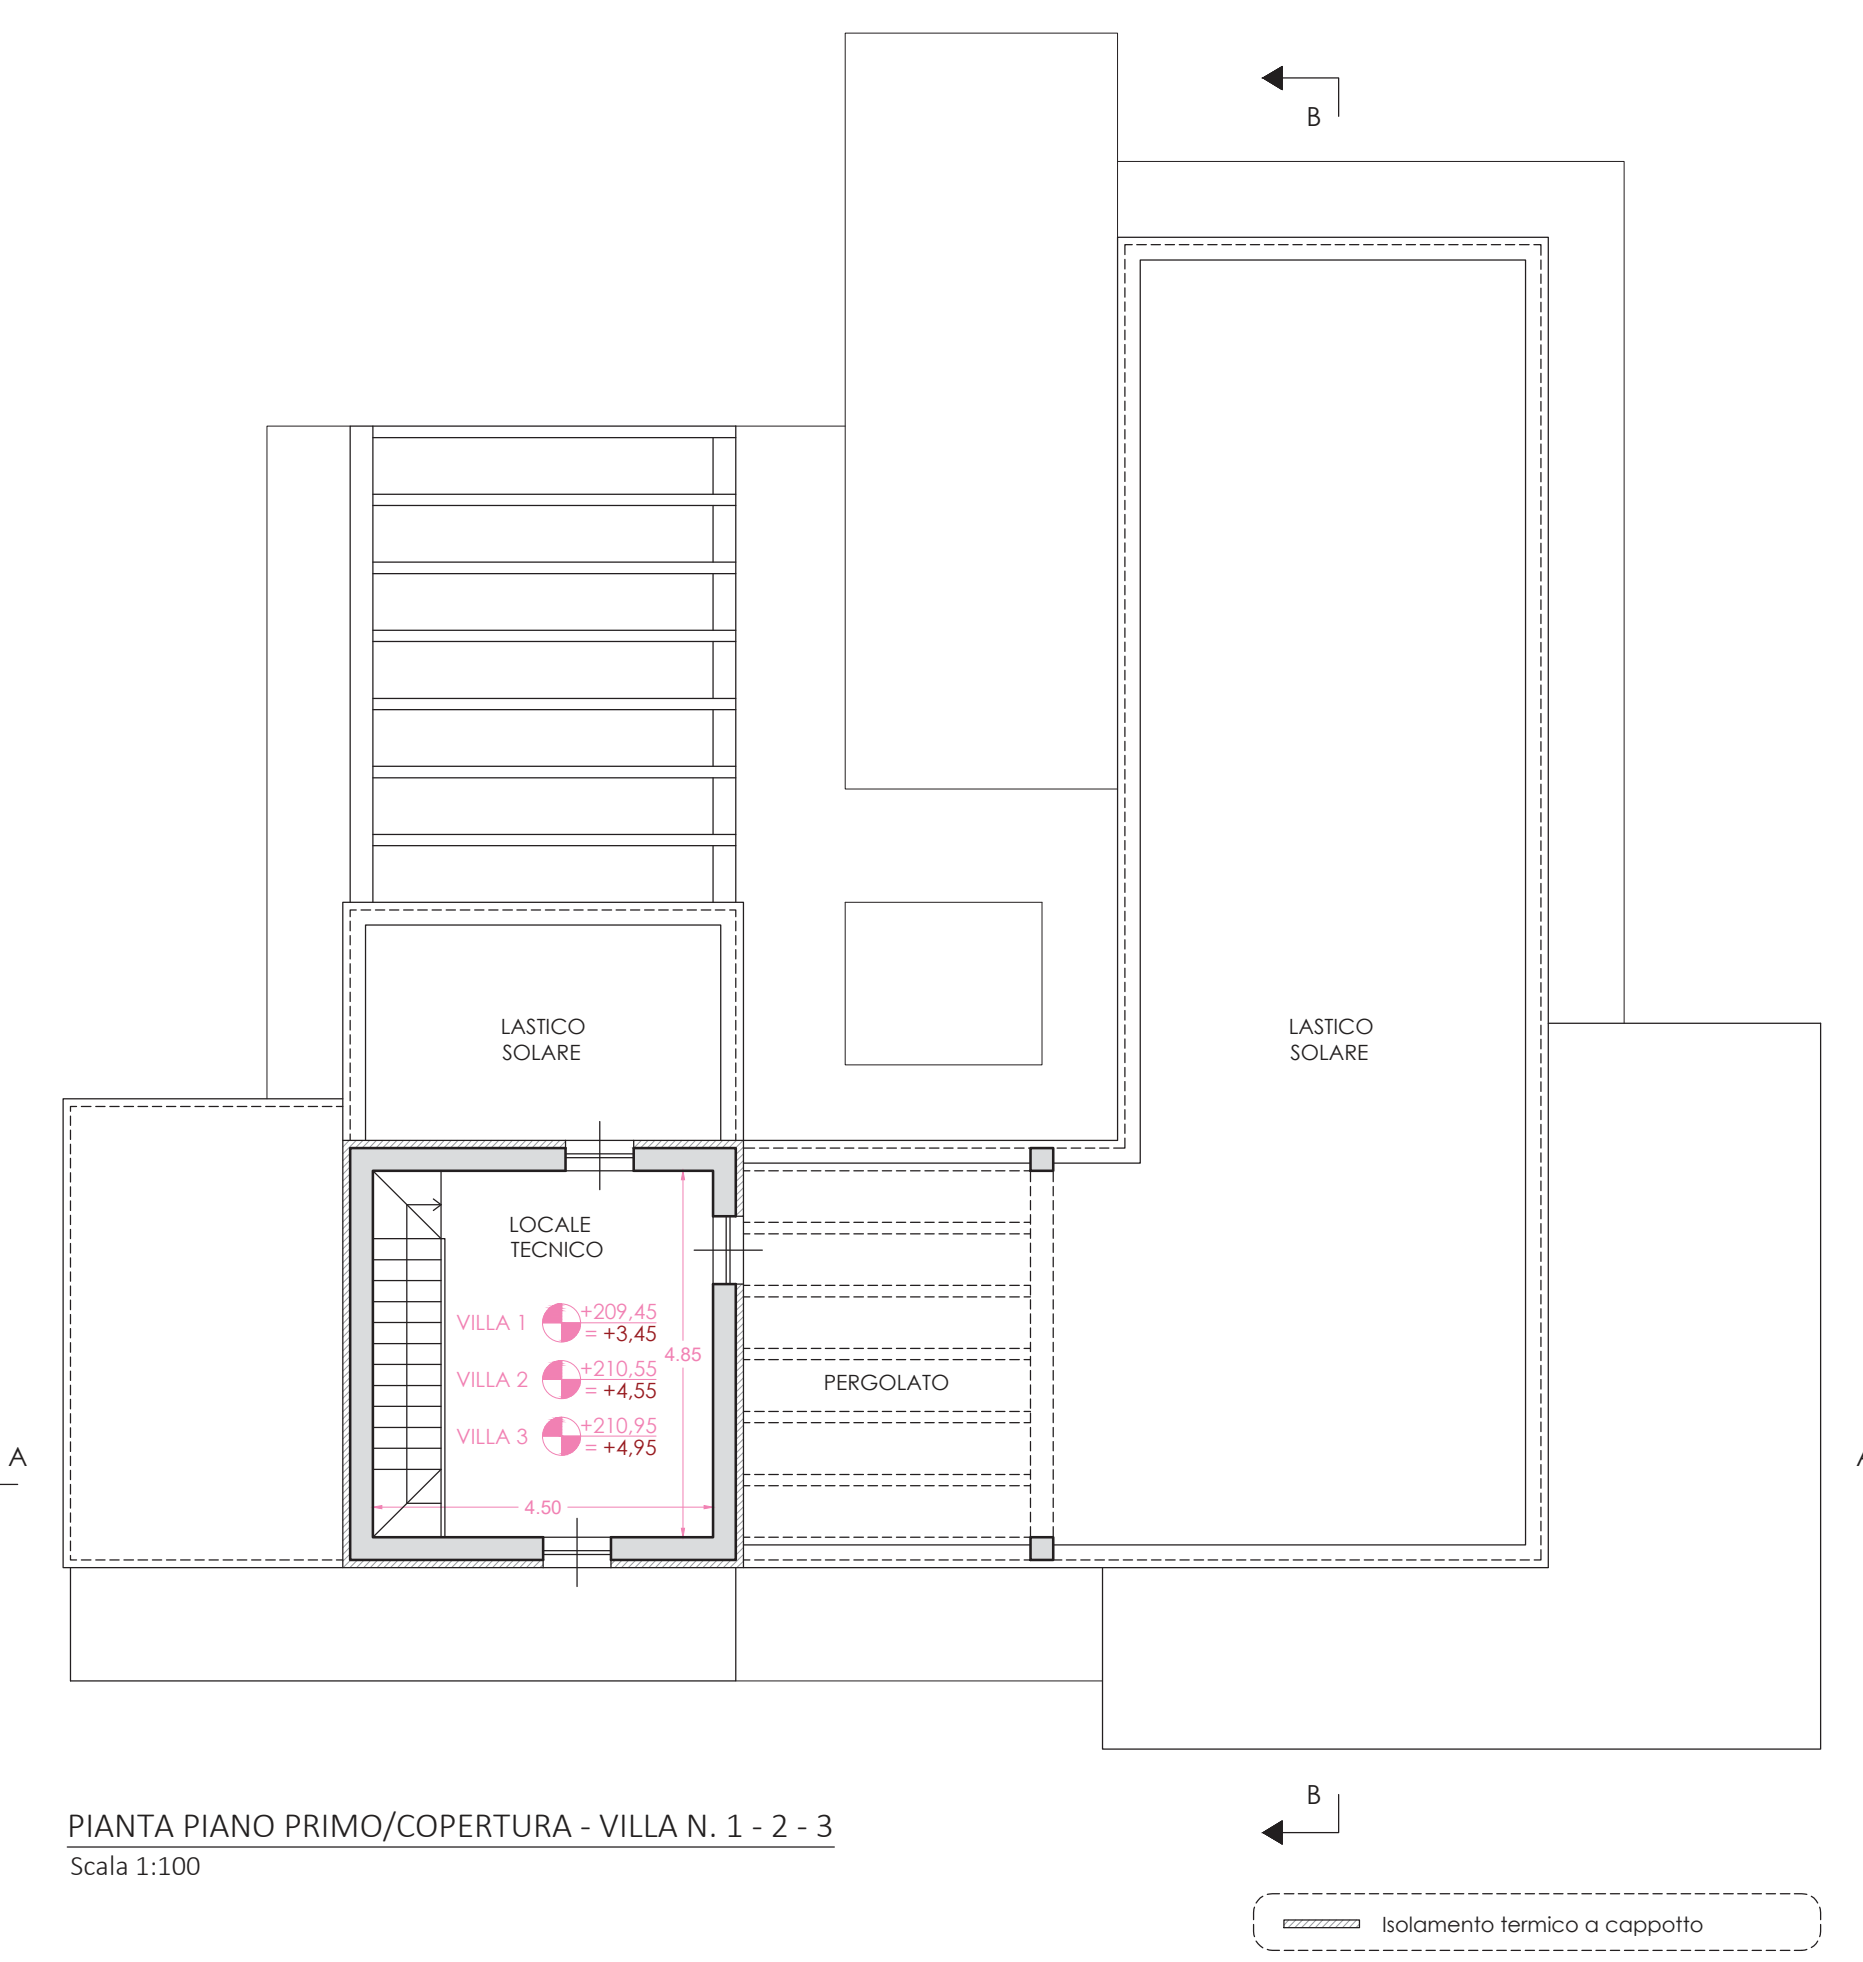 B
LASTICO
SOLARE
LASTICO
SOLARE
LOCALE
TECNICO
VILLA 1
+209,45
= +3,45
4.85
VILLA 2
+210,55
= +4,55
PERGOLATO
VILLA 3
+210,95
= +4,95
A
4.50
B
PIANTA PIANO PRIMO/COPERTURA - VILLA N. 1 - 2 - 3
Scala 1:100
Isolamento termico a cappotto